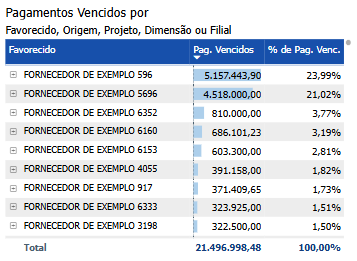 Pagamentos Vencidos por
Favorecido, Origem, Projeto, Dimensão ou Filial
Favorecido Pag. Vencidos % de Pag. Venc.
FORNECEDOR DE EXEMPLO 596 5,157.443,90 23,99%
FORNECEDOR DE EXEMPLO 5696 4.518.000,00 21,02%
FORNECEDOR DE EXEMPLO 6352 810.000,00 3,77%
FORNECEDOR DE EXEMPLO 6160 686.101,23 3,19%
FORNECEDOR DE EXEMPLO 6153 603.300,00 2,81%
FORNECEDOR DE EXEMPLO 4055 391.158,00 1,82%
FORNECEDOR DE EXEMPLO 917 371.409,65 1,73%
FORNECEDOR DE EXEMPLO 6333 323.925,00 1,51%
FORNECEDOR DE EXEMPLO 3198 322.500,00 1,50%
Total 21.496.998,48 100,00%